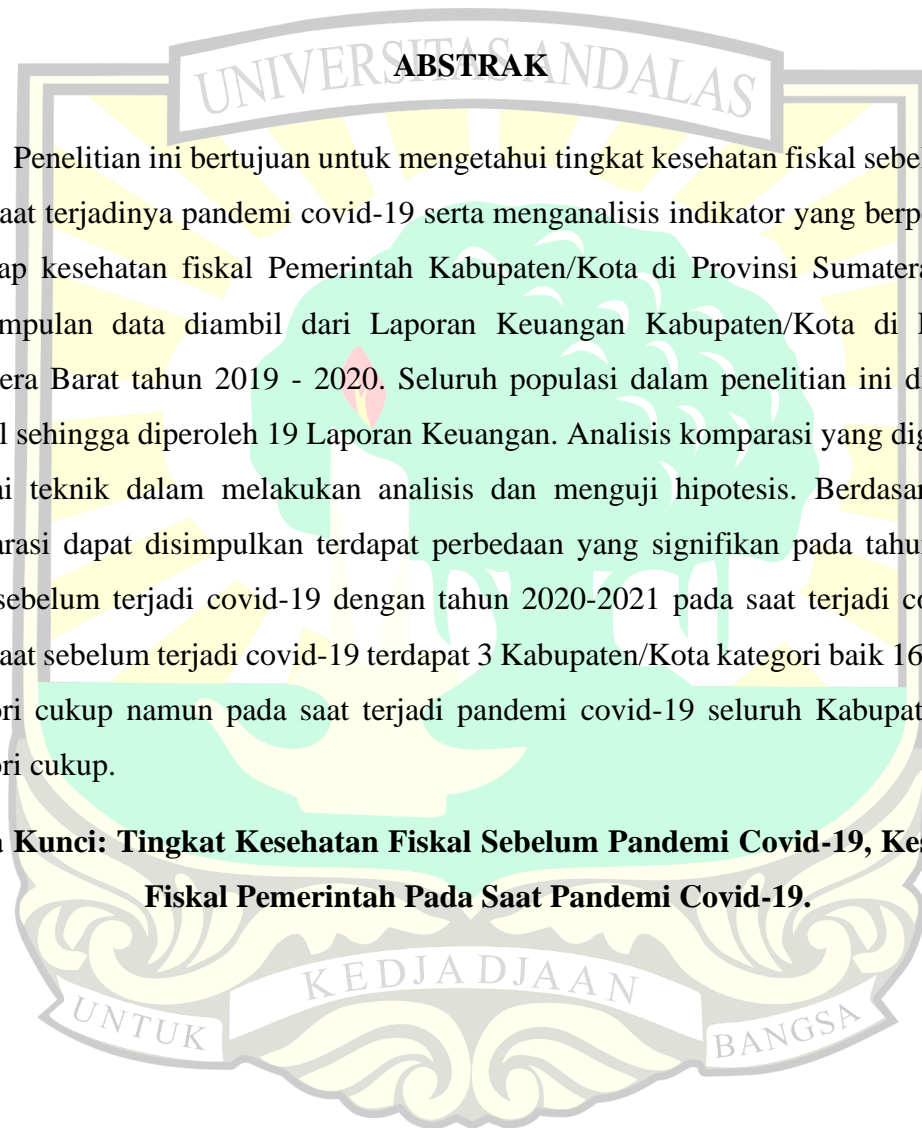 UNIVERSITAS ANDALAS
ABSTRAK
Penelitian ini bertujuan untuk mengetahui tingkat kesehatan fiskal sebe
aat terjadinya pandemi covid-19 serta menganalisis indikator yang berp
ap kesehatan fiskal Pemerintah Kabupaten/Kota di Provinsi Sumatera
mpulan data diambil dari Laporan Keuangan Kabupaten/Kota di
era Barat tahun 2019 - 2020. Seluruh populasi dalam penelitian ini d
l sehingga diperoleh 19 Laporan Keuangan. Analisis komparasi yang dig
ai teknik dalam melakukan analisis dan menguji hipotesis. Berdasar
arasi dapat disimpulkan terdapat perbedaan yang signifikan pada tahun
sebelum terjadi covid-19 dengan tahun 2020-2021 pada saat terjadi co
aat sebelum terjadi covid-19 terdapat 3 Kabupaten/Kota kategori baik 16
ori cukup namun pada saat terjadi pandemi covid-19 seluruh Kabupat
ori cukup.
Kunci: Tingkat Kesehatan Fiskal Sebelum Pandemi Covid-19, Kes
Fiskal Pemerintah Pada Saat Pandemi Covid-19.
KEDJADJAAN
UNTUK BANGSA